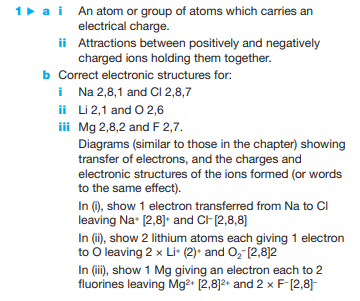 1 ▶ a i An atom or group of atoms which carries an
electrical charge.
ii Attractions between positively and negatively
charged ions holding them together.
b Correct electronic structures for:
i Na 2,8,1 and Cl 2,8,7
ii Li 2,1 and O 2,6
iii Mg 2,8,2 and F 2,7.
Diagrams (similar to those in the chapter) showing
transfer of electrons, and the charges and
electronic structures of the ions formed (or words
to the same effect).
In (i), show 1 electron transferred from Na to Cl
leaving Na⁺ [2,8]⁺ and Cl⁻ [2,8,8]
In (ii), show 2 lithium atoms each giving 1 electron
to O leaving 2 × Li⁺ (2)⁺ and O₂⁻ [2,8]2
In (iii), show 1 Mg giving an electron each to 2
fluorines leaving Mg²⁺ [2,8]²⁺ and 2 × F⁻ [2,8]⁻